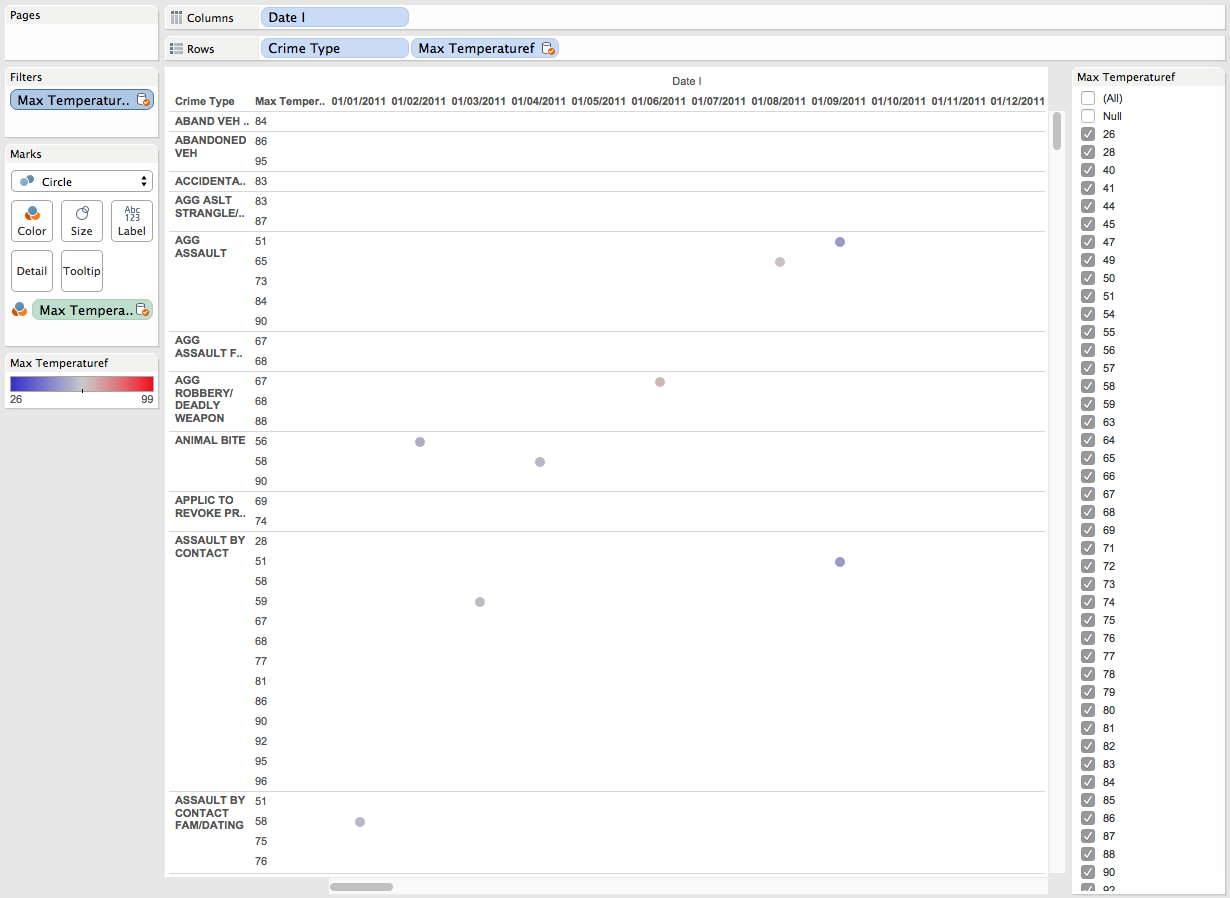 Pages
Columns
Date I
Rows
Crime Type
Max Temperaturef
Filters
Max Temperatur..
Marks
Circle
Color
Size
Abc
123
Label
Detail
Tooltip
Max Tempera..
Max Temperaturef
26 99
Date I
Crime Type Max Temper.. 01/01/2011 01/02/2011 01/03/2011 01/04/2011 01/05/2011 01/06/2011 01/07/2011 01/08/2011 01/09/2011 01/10/2011 01/11/2011 01/12/2011
ABAND VEH .. 84
ABANDONED 86
VEH
95
ACCIDENTA.. 83
AGG ASLT 83
STRANGLE/..
87
AGG 51
ASSAULT
65
73
84
90
AGG 67
ASSAULT F..
68
AGG 67
ROBBERY/
68
DEADLY
WEAPON
88
ANIMAL BITE 56
58
90
APPLIC TO 69
REVOKE PR..
74
ASSAULT BY 28
CONTACT
51
58
59
67
68
77
81
86
90
92
95
96
ASSAULT BY 51
CONTACT
58
FAM/DATING
75
76
Max Temperaturef
(All)
Null
26
28
40
41
44
45
47
49
50
51
54
55
56
57
58
59
63
64
65
66
67
68
69
71
72
73
74
75
76
77
78
79
80
81
82
83
84
85
86
87
88
90
92